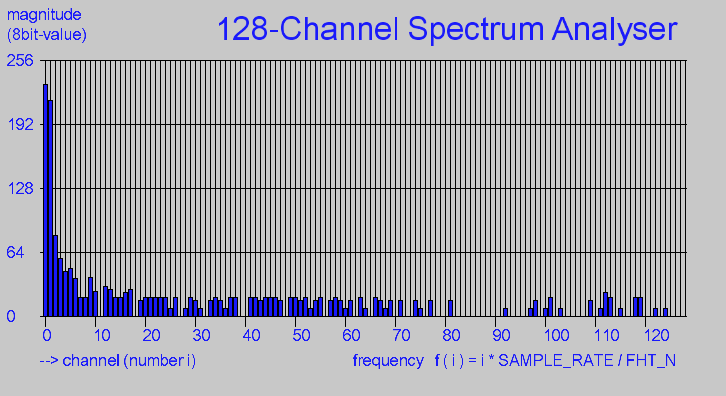 magnitude
(8bit-value)
128-Channel Spectrum Analyser
256
192
128
64
0
0 10 20 30 40 50 60 70 80 90 100 110 120
--> channel (number i)
frequency f ( i ) = i * SAMPLE_RATE / FHT_N